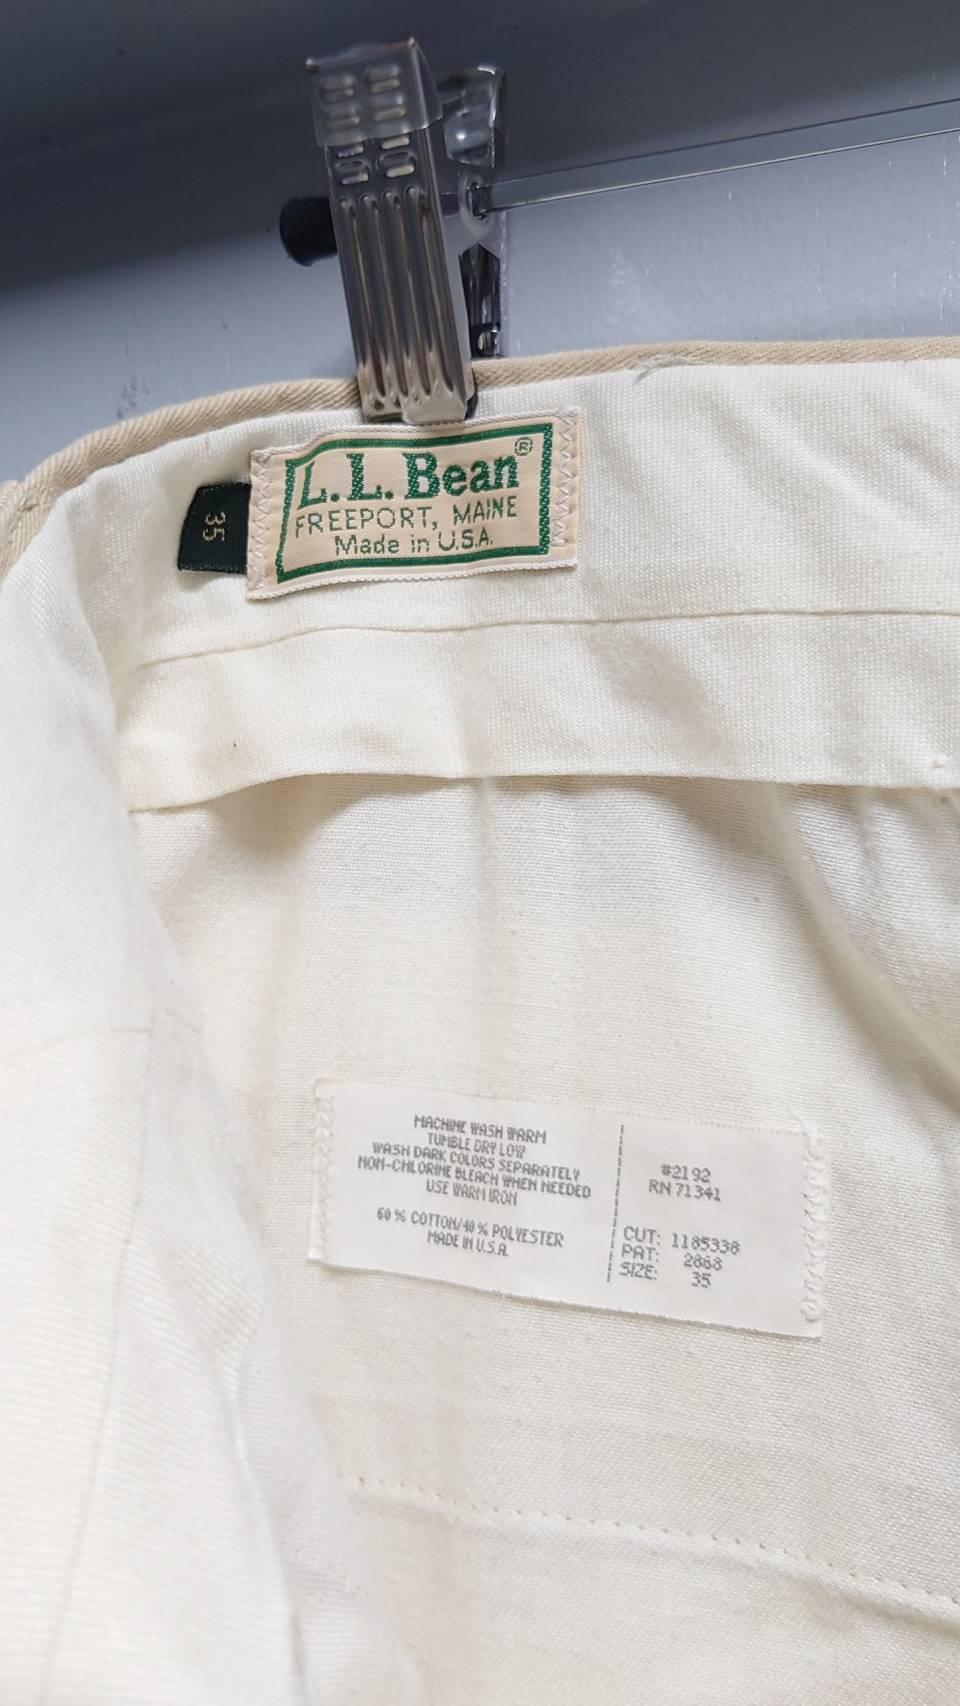 L.L. Bean®
FREEPORT, MAINE
Made in U.S.A.
35
MACHINE WASH WARM
TUMBLE DRY LOW
WASH DARK COLORS SEPARATELY
NON-CHLORINE BLEACH WHEN NEEDED
USE WARM IRON
60 % COTTON/40 % POLYESTER
MADE IN U.S.A.
#2192
RN 71341
CUT: 1185338
PAT: 2868
SIZE: 35